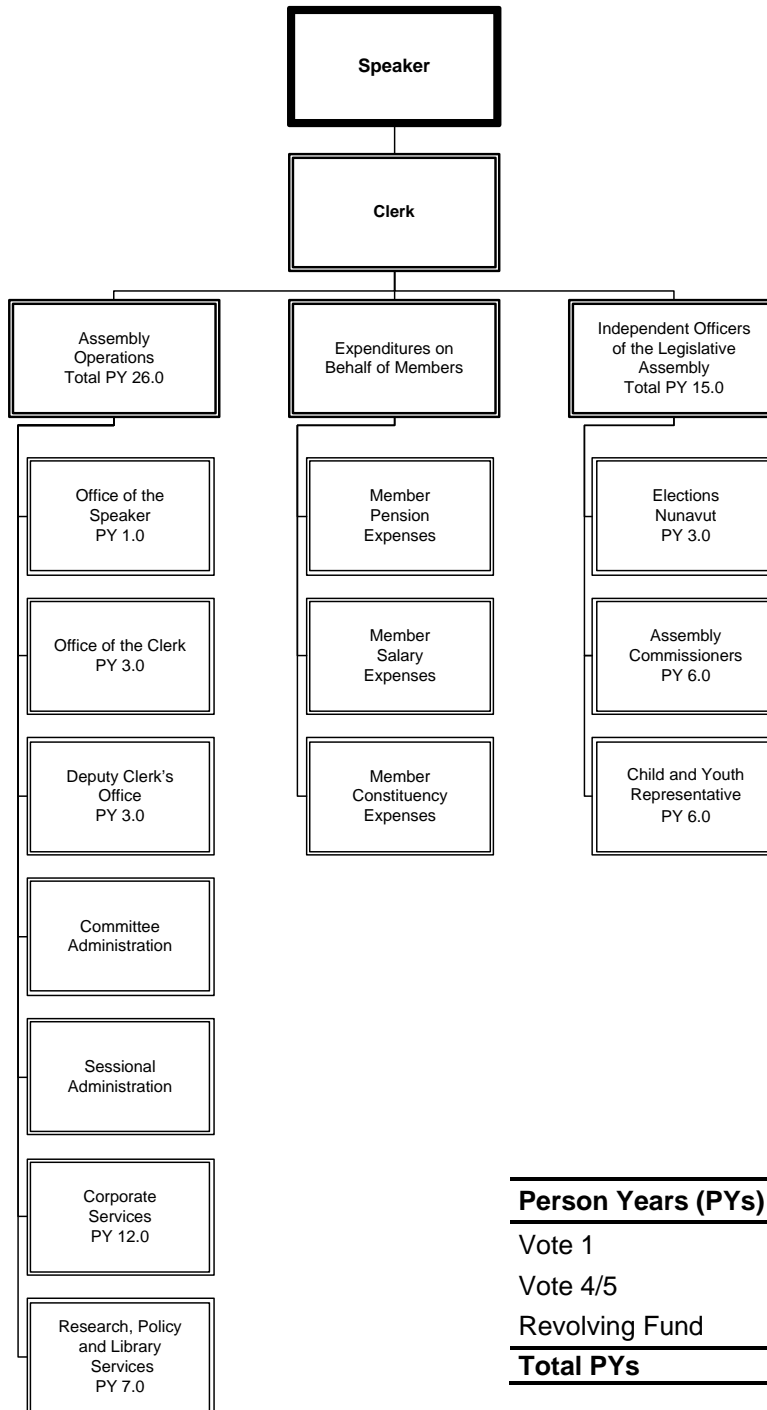 Speaker
Clerk
Assembly
Operations
Total PY 26.0
Expenditures on
Behalf of Members
Independent Officers
of the Legislative
Assembly
Total PY 15.0
Office of the
Speaker
PY 1.0
Member
Pension
Expenses
Elections
Nunavut
PY 3.0
Office of the Clerk
PY 3.0
Member
Salary
Expenses
Assembly
Commissioners
PY 6.0
Deputy Clerk's
Office
PY 3.0
Member
Constituency
Expenses
Child and Youth
Representative
PY 6.0
Committee
Administration
Sessional
Administration
Corporate
Services
PY 12.0
Research, Policy
and Library
Services
PY 7.0
Person Years (PYs)
Vote 1
Vote 4/5
Revolving Fund
Total PYs